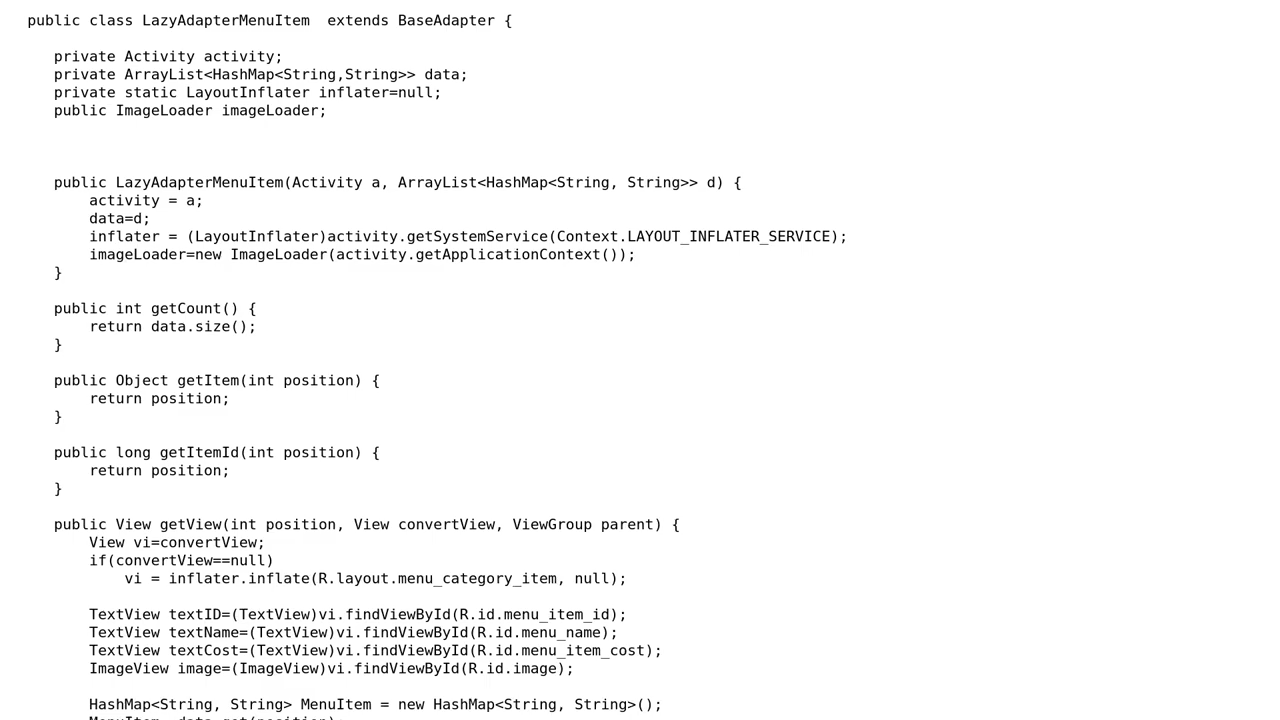 public class LazyAdapterMenuItem  extends BaseAdapter {
private Activity activity;
private ArrayList<HashMap<String,String>> data;
private static LayoutInflater inflater=null;
public ImageLoader imageLoader;
public LazyAdapterMenuItem(Activity a, ArrayList<HashMap<String, String>> d) {
activity = a;
data=d;
inflater = (LayoutInflater)activity.getSystemService(Context.LAYOUT_INFLATER_SERVICE);
imageLoader=new ImageLoader(activity.getApplicationContext());
}
public int getCount() {
return data.size();
}
public Object getItem(int position) {
return position;
}
public long getItemId(int position) {
return position;
}
public View getView(int position, View convertView, ViewGroup parent) {
View vi=convertView;
if(convertView==null)
vi = inflater.inflate(R.layout.menu_category_item, null);
TextView textID=(TextView)vi.findViewById(R.id.menu_item_id);
TextView textName=(TextView)vi.findViewById(R.id.menu_name);
TextView textCost=(TextView)vi.findViewById(R.id.menu_item_cost);
ImageView image=(ImageView)vi.findViewById(R.id.image);
HashMap<String, String> MenuItem = new HashMap<String, String>();